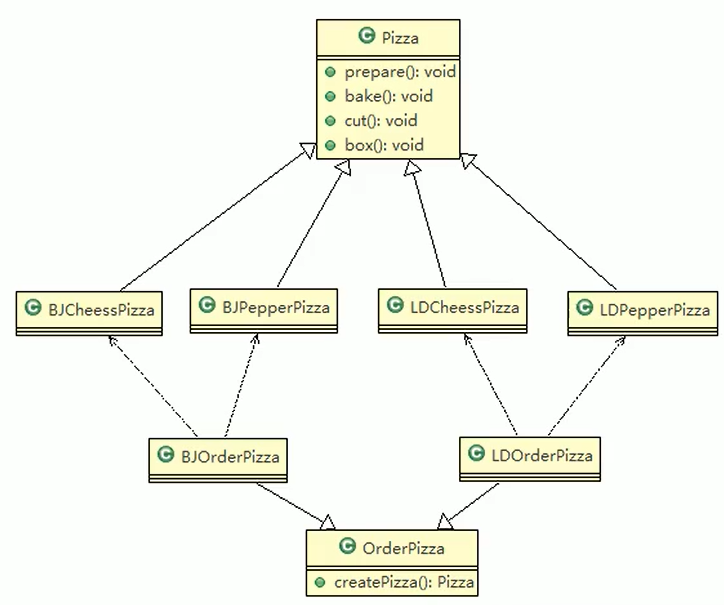 Pizza
prepare(): void
bake(): void
cut(): void
box(): void
BJCheessPizza
BJPepperPizza
LDCheessPizza
LDPepperPizza
BJOrderPizza
LDOrderPizza
OrderPizza
createPizza(): Pizza